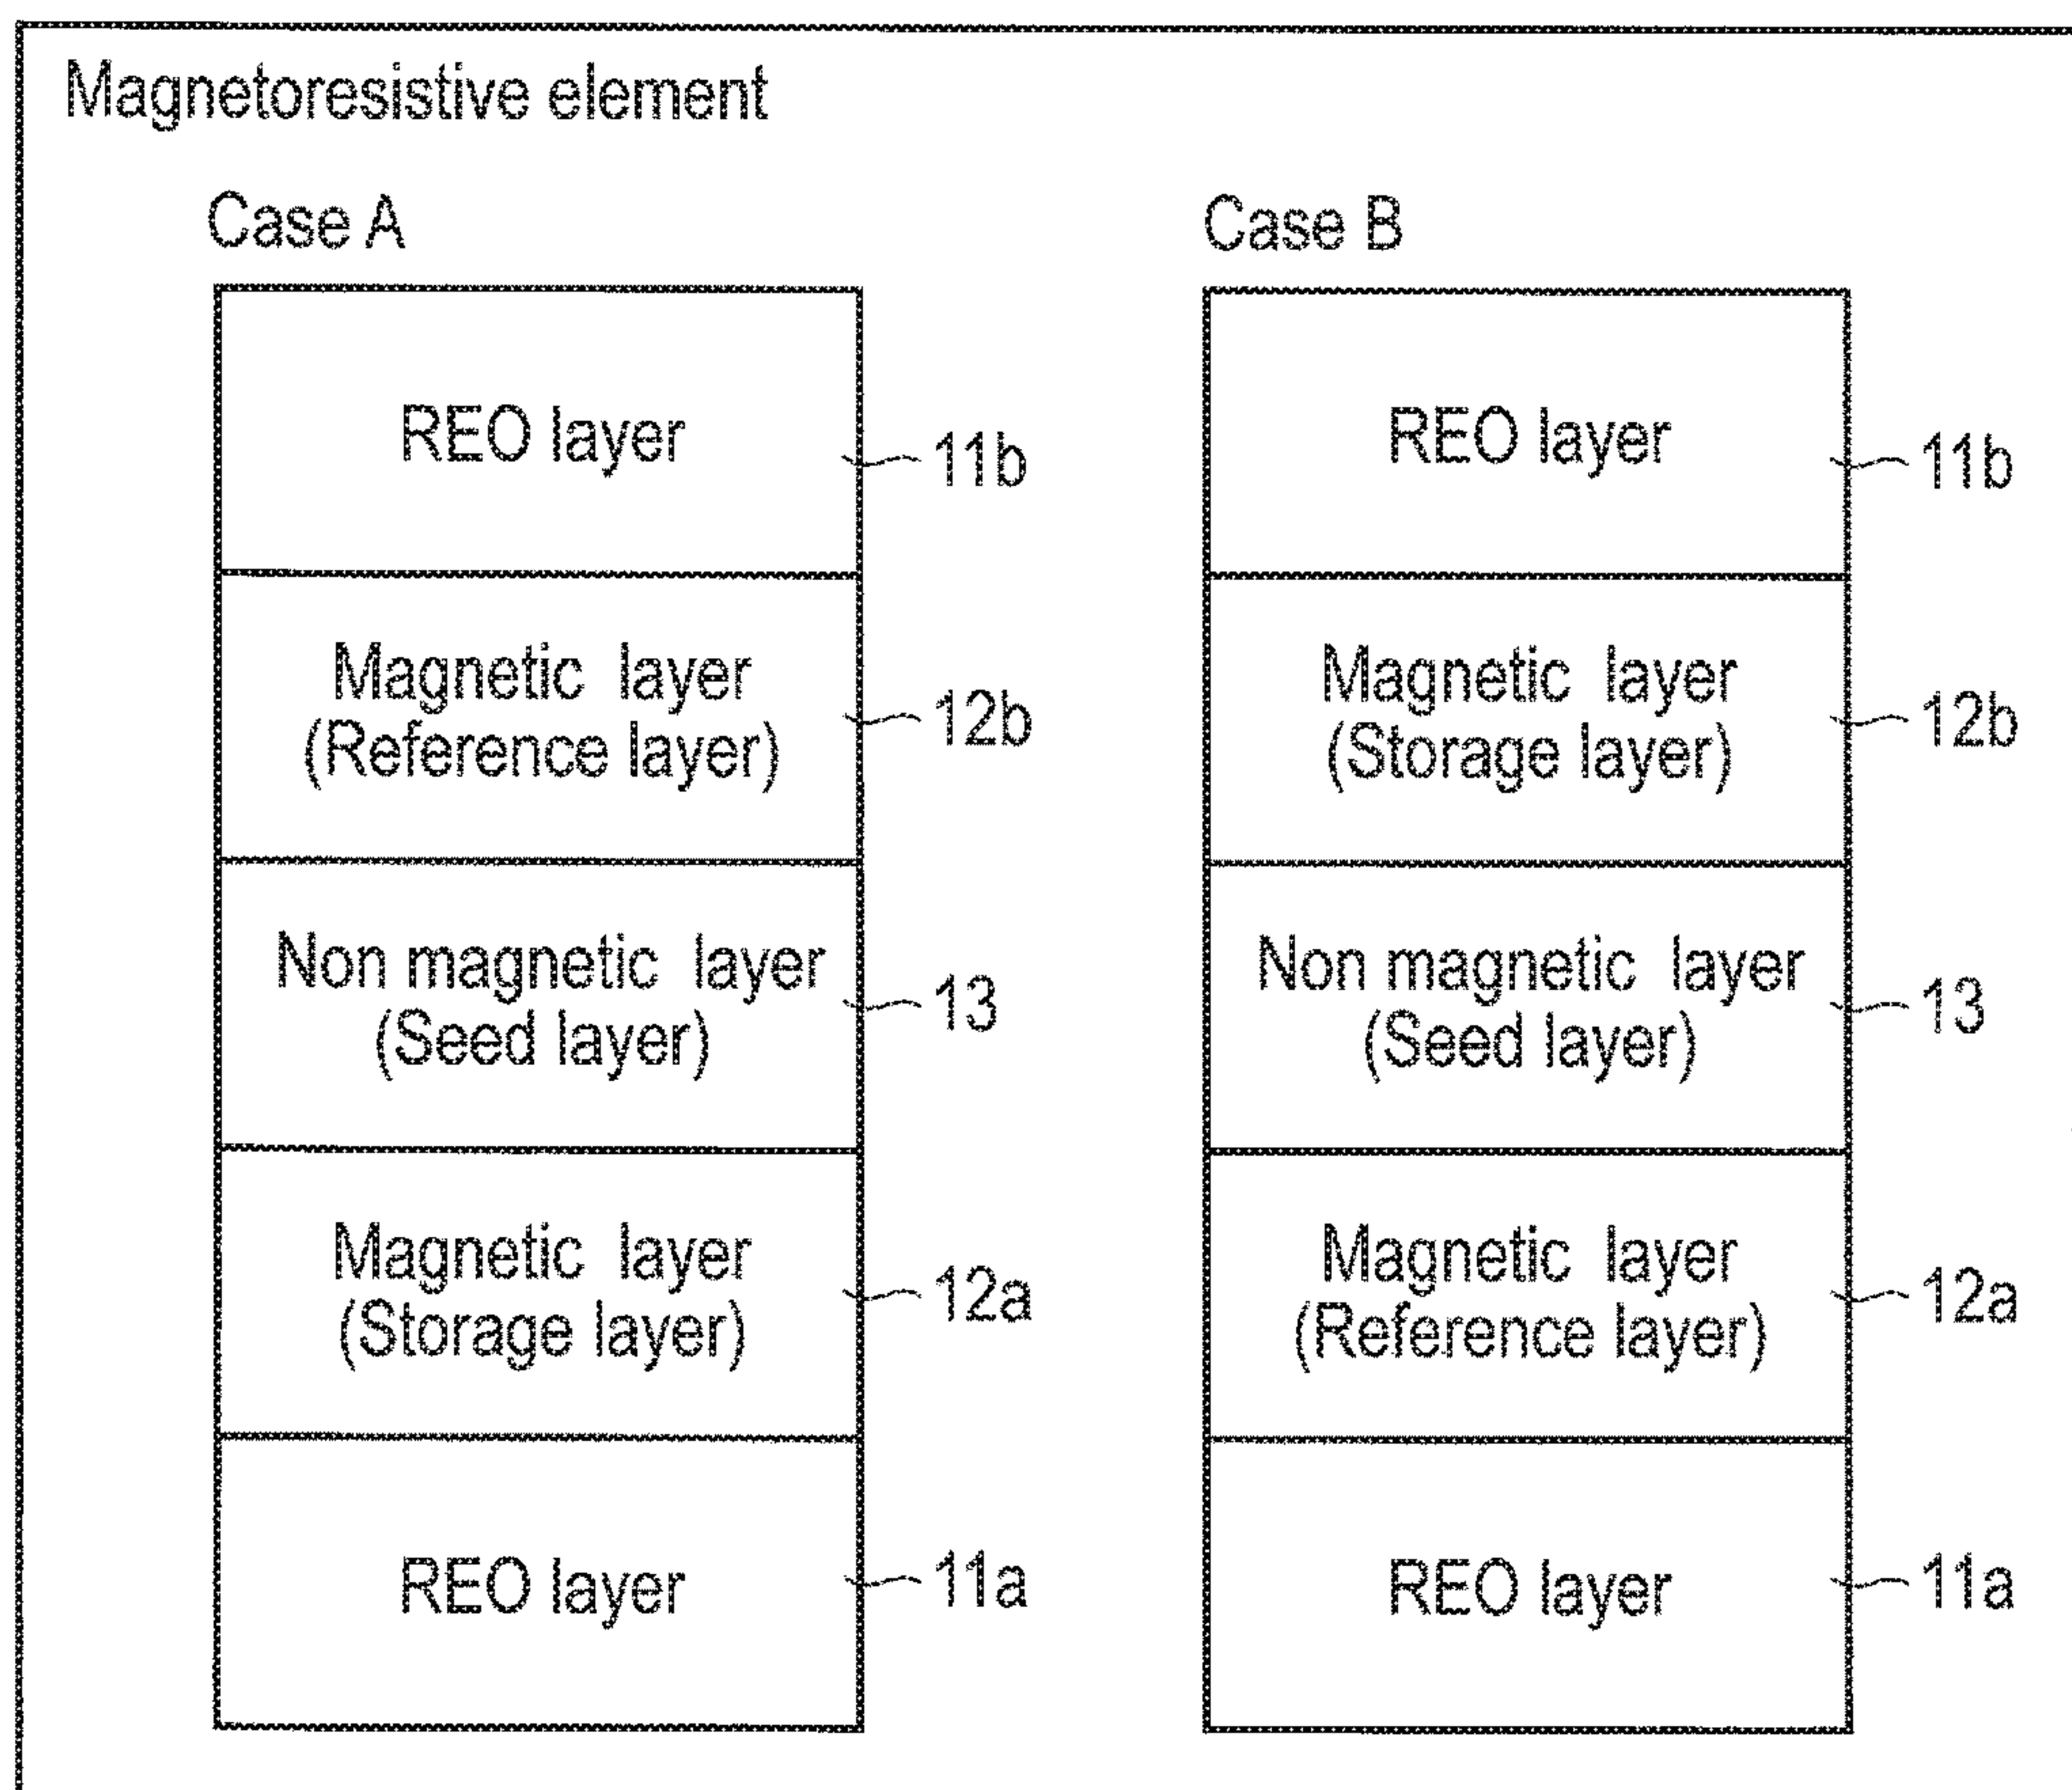 Magnetoresistive element
Case A
REO layer
11b
Magnetic layer
(Reference layer)
12b
Non magnetic layer
(Seed layer)
13
Magnetic layer
(Storage layer)
12a
REO layer
11a
Case B
REO layer
11b
Magnetic layer
(Storage layer)
12b
Non magnetic layer
(Seed layer)
13
Magnetic layer
(Reference layer)
12a
REO layer
11a